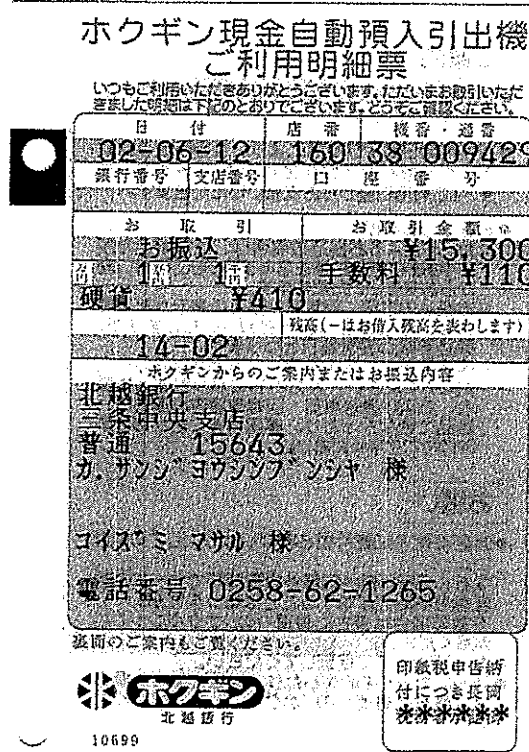 ホクギン現金自動預入引出機
ご利用明細票
いつもご利用いただきありがとうございます。ただいまお取引いただ
きました明細は下記のとおりでございます。どうぞご確認ください。
日 付 店 番 機番・通番
02-06-12 160 38 009429
銀行番号 支店番号 口 座 番 号
お 取 引 お取引金額
お振込 ¥15,300
1 1 手数料 ¥110
硬貨 ¥410
残高(-はお借入残高を表わします)
14-02
ホクギンからのご案内またはお振込内容
北越銀行
三条中央支店
普通 15643
カ.サンジヨウシンブンシヤ 様
コイズミ マサル 様
電話番号 0258-62-1265
裏面のご案内もご覧ください。
印紙税申告納
付につき長岡
******
ホクギン
北越銀行
10699